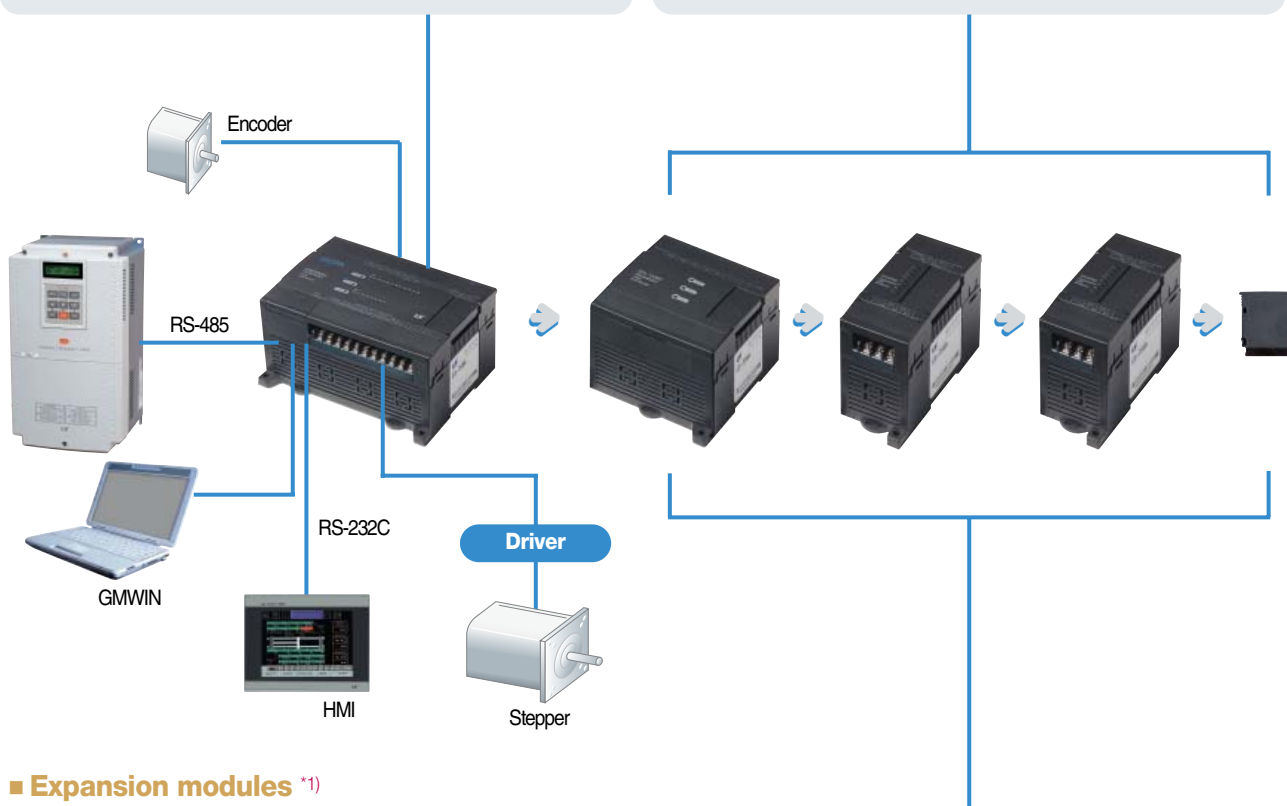 Encoder
RS-485
RS-232C
Driver
GMWIN
HMI
Stepper
■ Expansion modules *1)